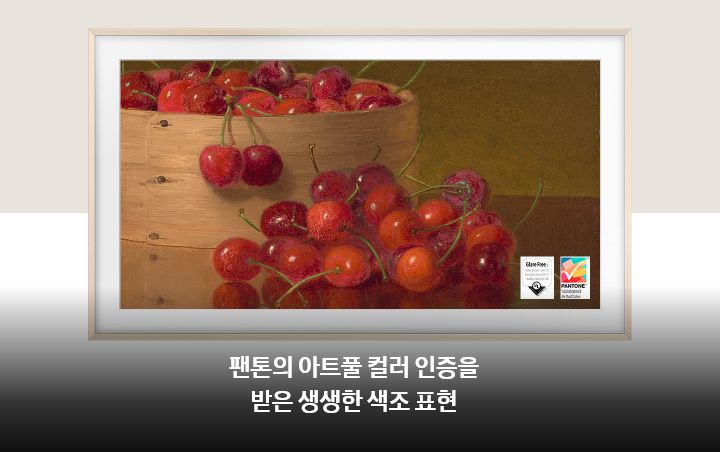 Glare Free
PANTONE
Validated
ArtfulColor
팬톤의 아트풀 컬러 인증을
받은 생생한 색조 표현